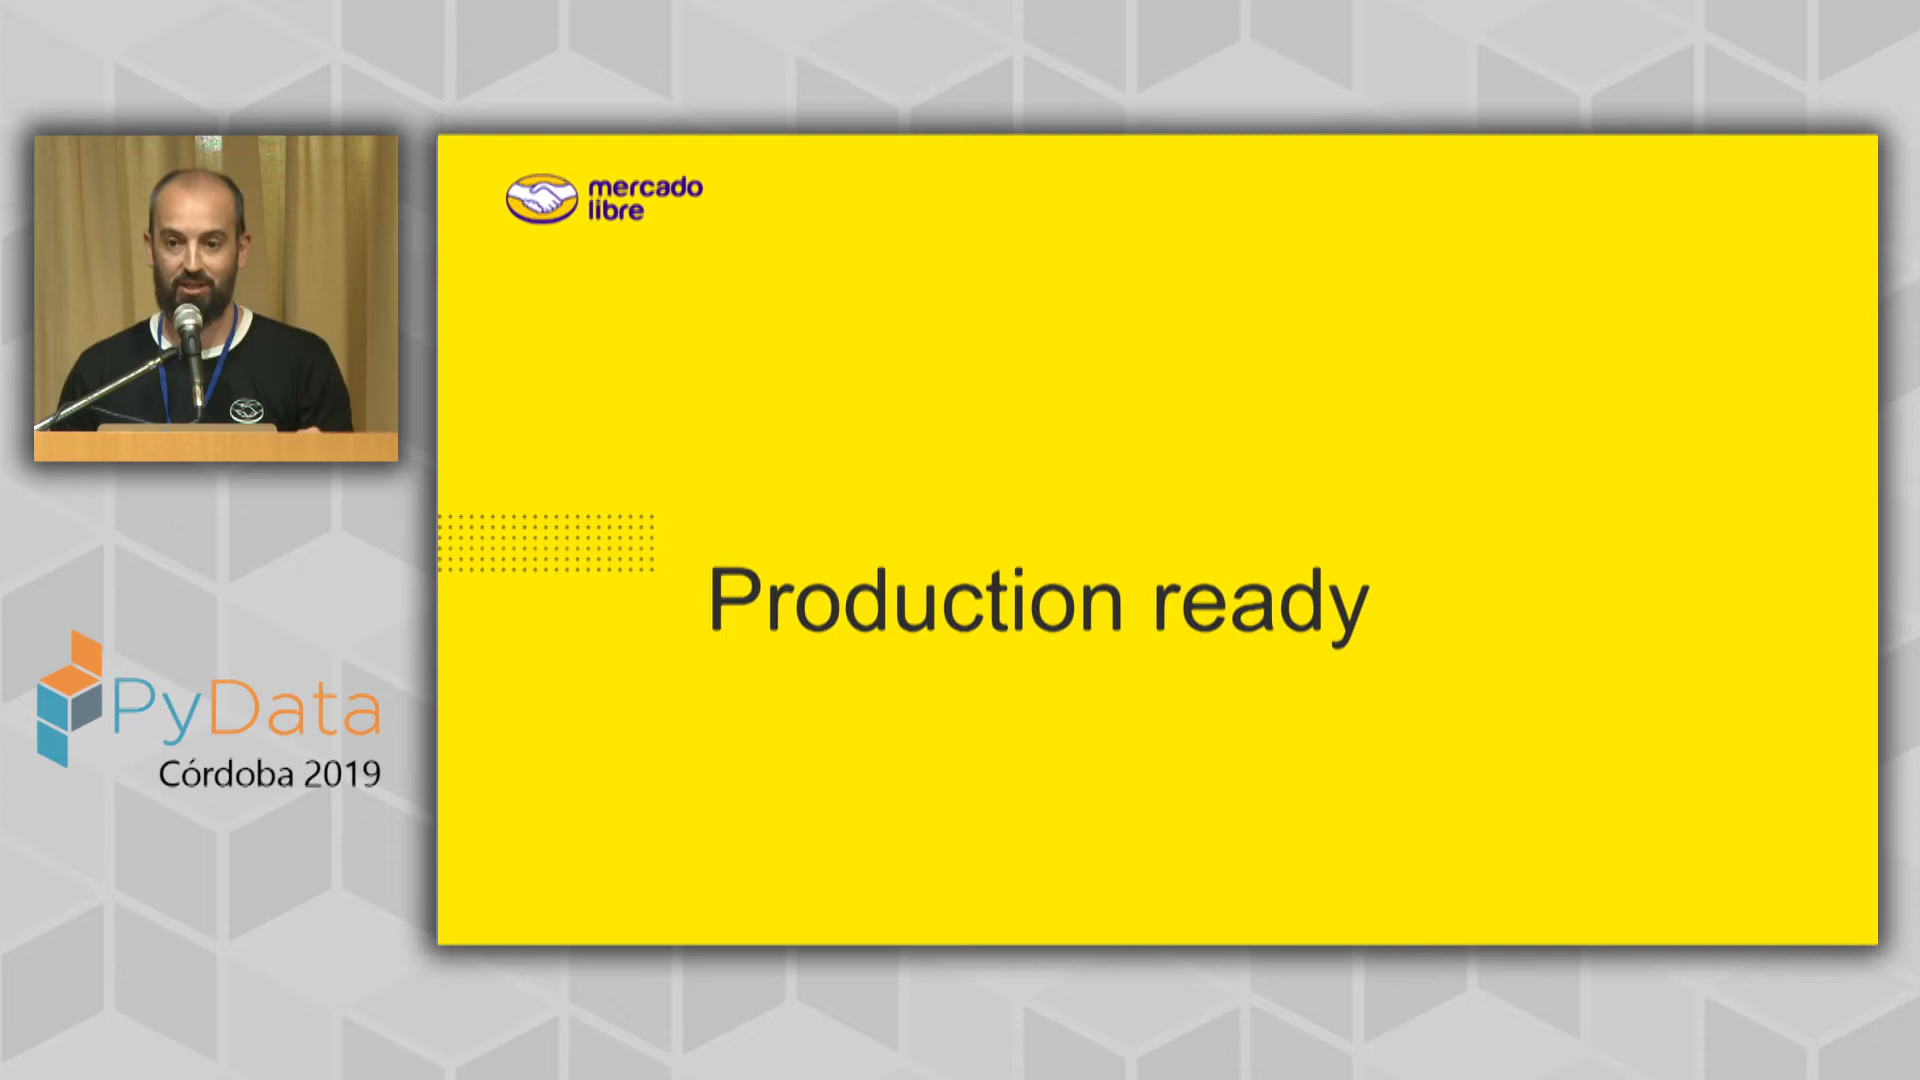 mercado
libre
Production ready
PyData
Córdoba 2019